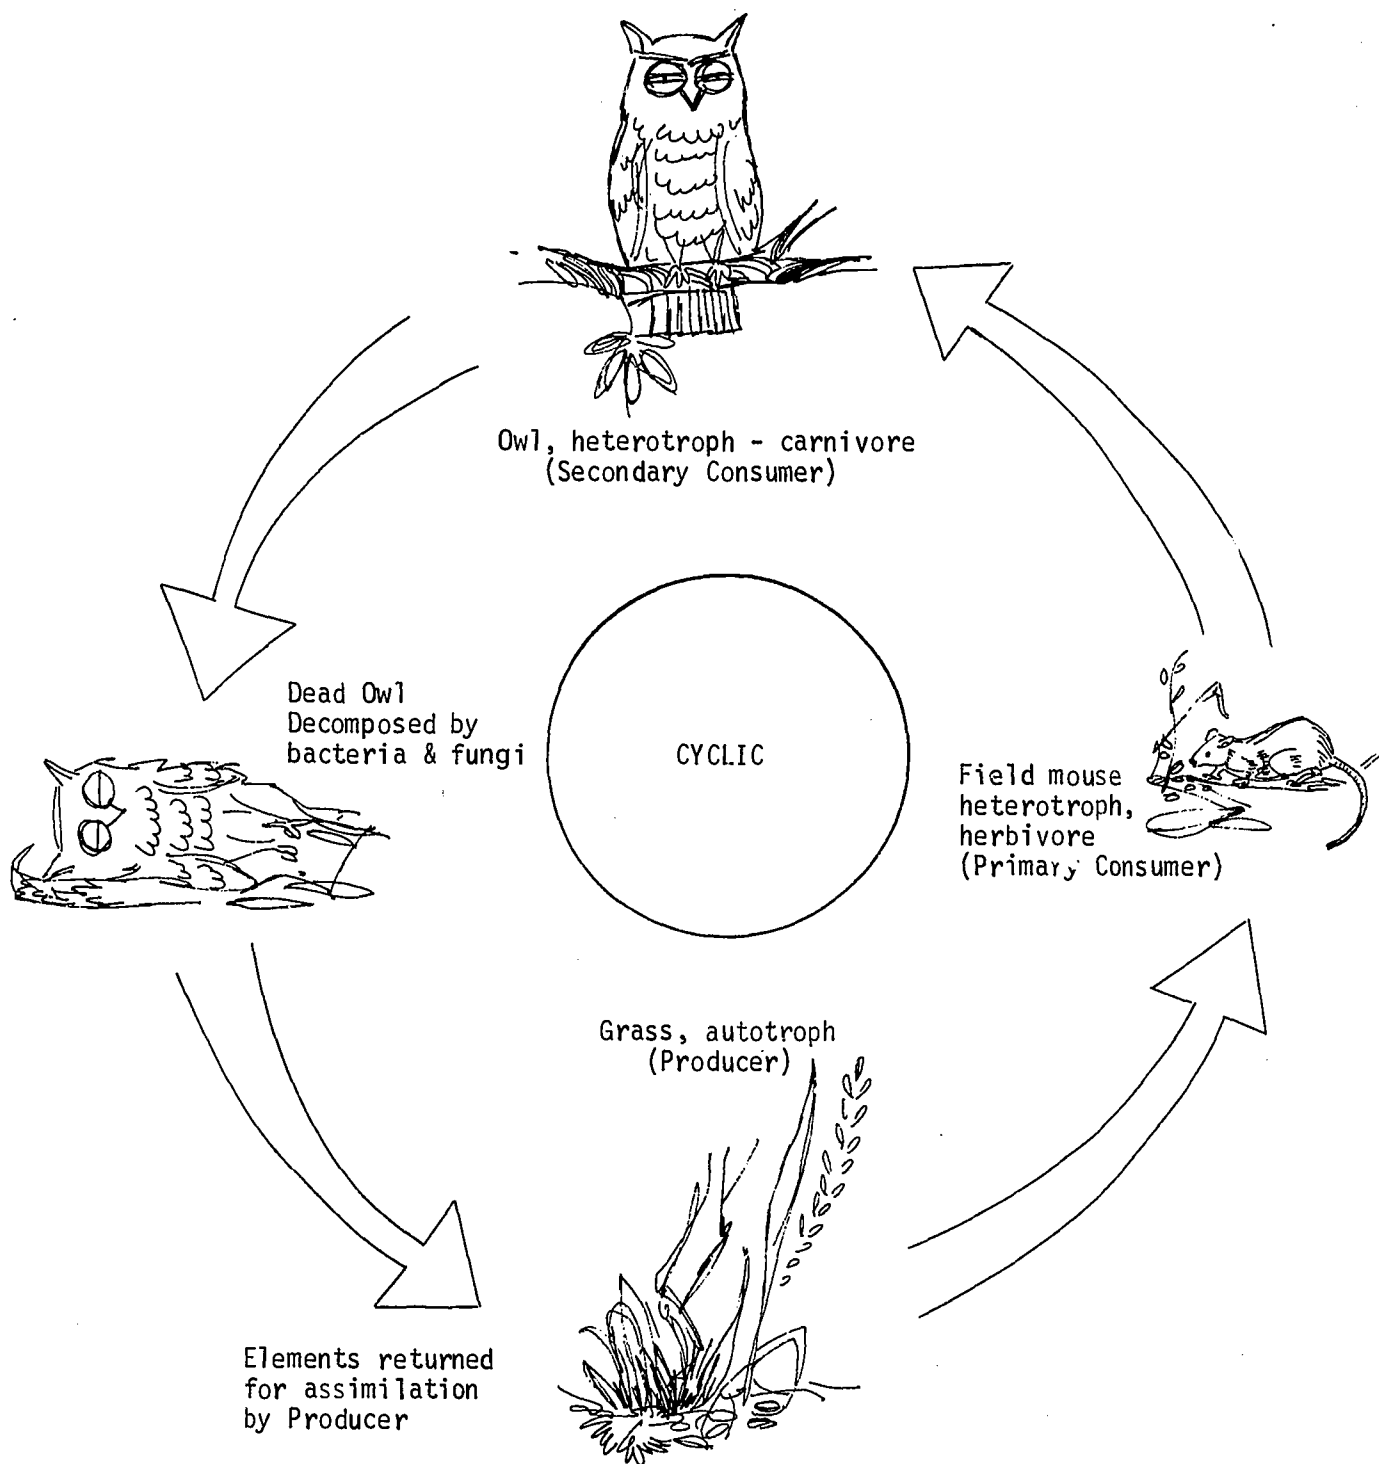 Owl, heterotroph - carnivore
(Secondary Consumer)
Dead Owl
Decomposed by
bacteria & fungi
CYCLIC
Field mouse
heterotroph,
herbivore
(Primary Consumer)
Grass, autotroph
(Producer)
Elements returned
for assimilation
by Producer